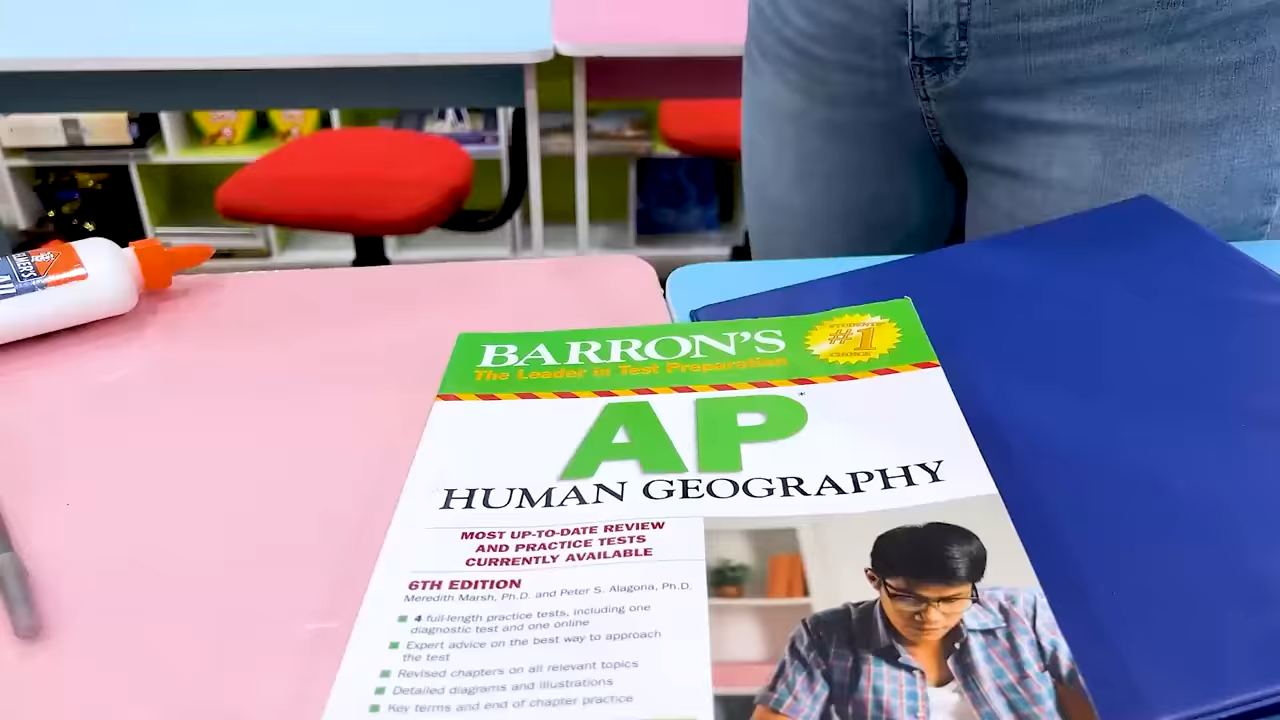 BARRON'S
The Leader in Test Preparation
STUDENTS'
#1
CHOICE
AP*
HUMAN GEOGRAPHY
MOST UP-TO-DATE REVIEW
AND PRACTICE TESTS
CURRENTLY AVAILABLE
6TH EDITION
Meredith Marsh, Ph.D. and Peter S. Alagona, Ph.D.
4 full-length practice tests, including one
diagnostic test and one online
Expert advice on the best way to approach
the test
Revised chapters on all relevant topics
Detailed diagrams and illustrations
Key terms and end of chapter practice